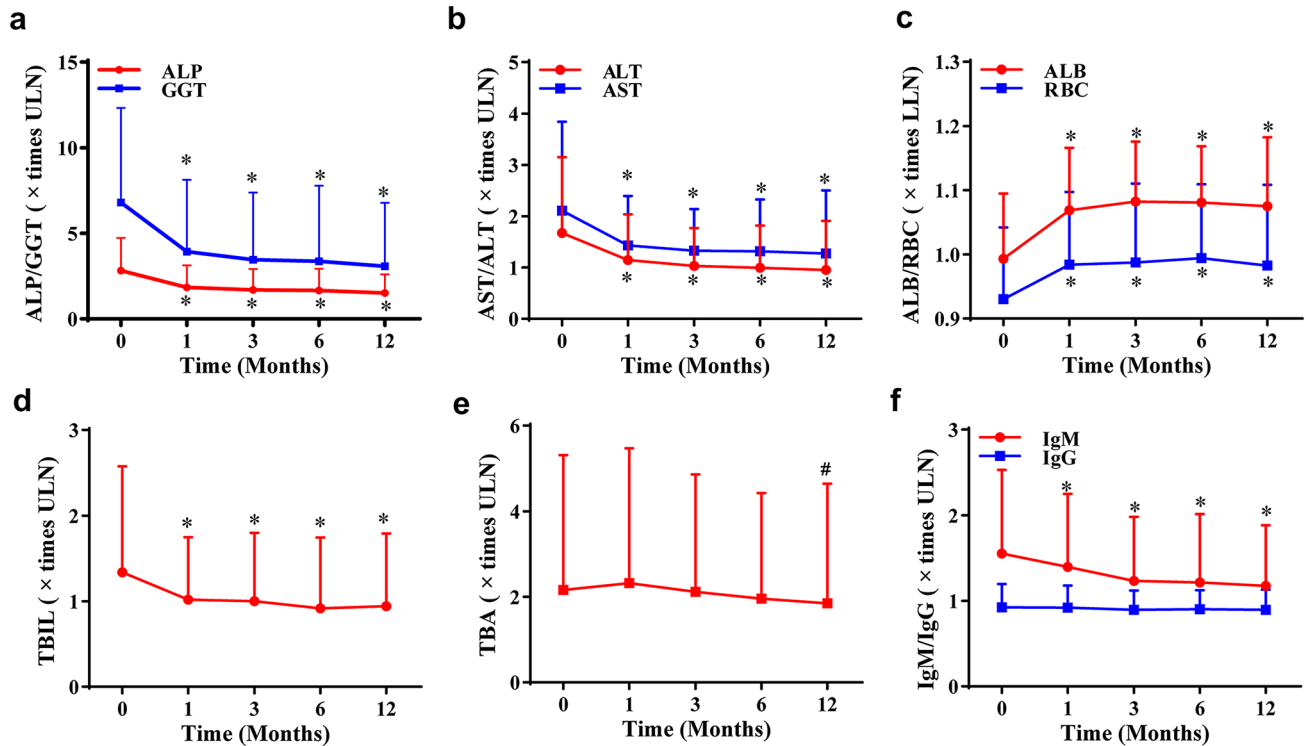 a
ALP/GGT ( × times ULN)
15
10
5
0
ALP
GGT
* * * *
* * * *
0 1 3 6 12
Time (Months)
b
AST/ALT ( × times ULN)
5
4
3
2
1
0
ALT
AST
* * * *
* * * *
0 1 3 6 12
Time (Months)
c
ALB/RBC ( × times LLN)
1.3
1.2
1.1
1.0
0.9
ALB
RBC
* * * *
* * * *
0 1 3 6 12
Time (Months)
d
TBIL ( × times ULN)
3
2
1
0
* * * *
0 1 3 6 12
Time (Months)
e
TBA ( × times ULN)
6
4
2
0
#
0 1 3 6 12
Time (Months)
f
IgM/IgG ( × times ULN)
3
2
1
0
IgM
IgG
* * * *
0 1 3 6 12
Time (Months)